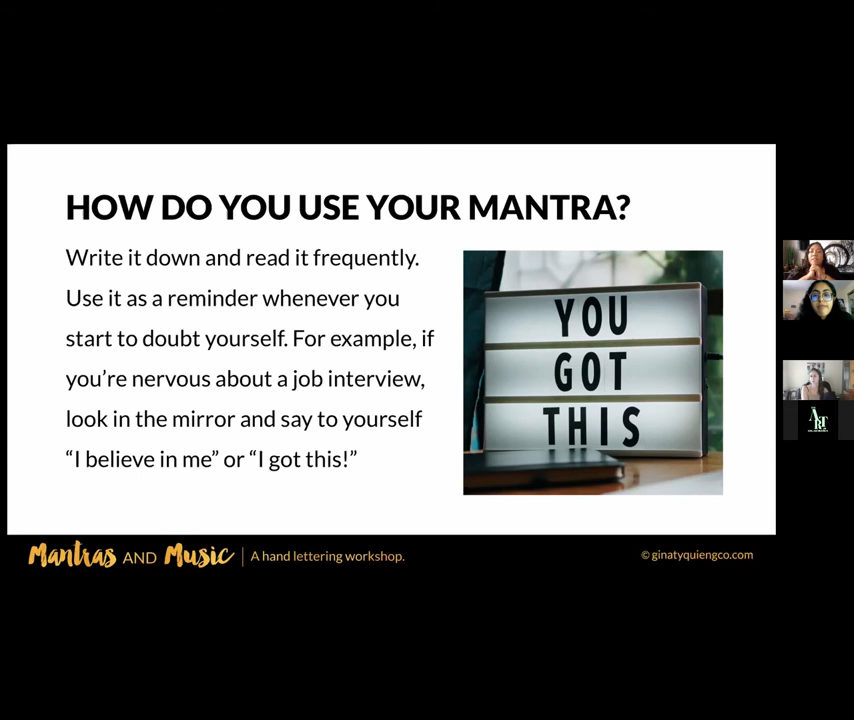 HOW DO YOU USE YOUR MANTRA?
Write it down and read it frequently.
Use it as a reminder whenever you
start to doubt yourself. For example, if
you’re nervous about a job interview,
look in the mirror and say to yourself
“I believe in me” or “I got this!”
YOU
GOT
THIS
Mantras AND Music | A hand lettering workshop.
© ginatyquiengco.com
ART